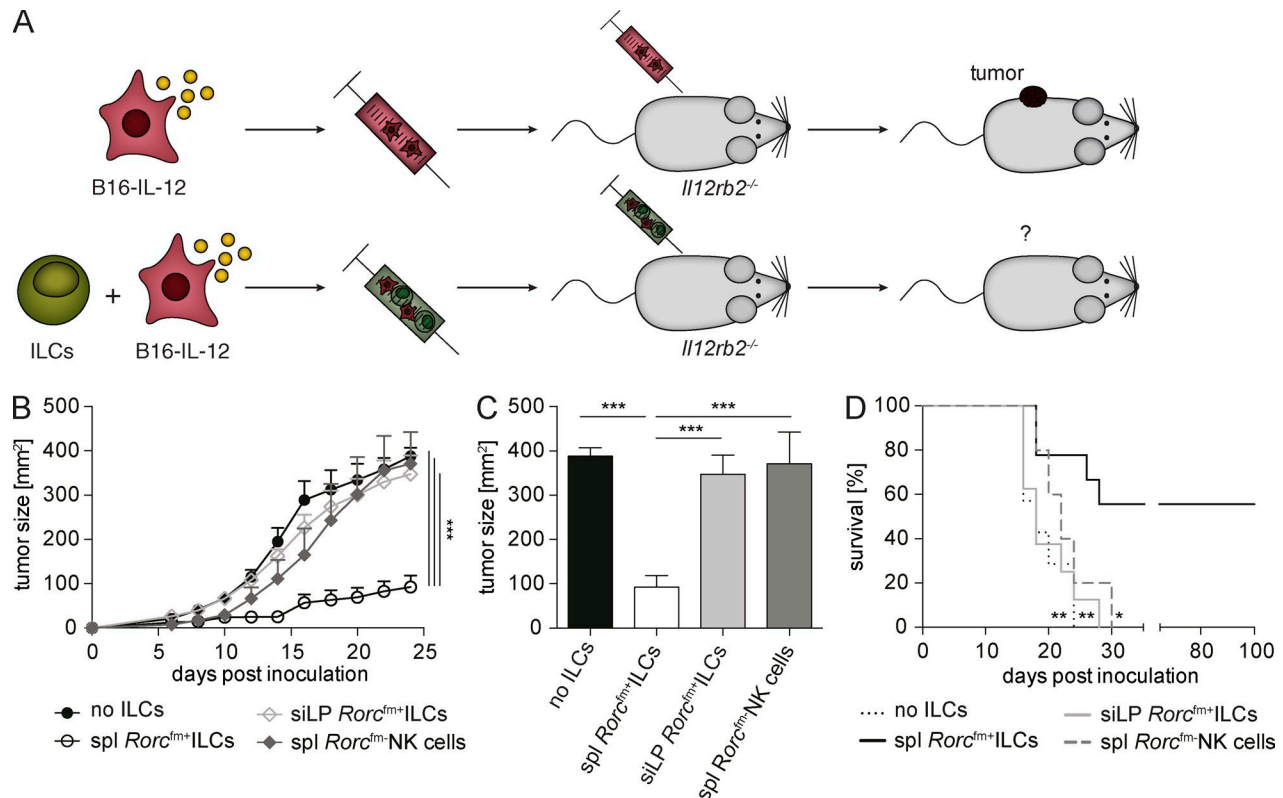 A
tumor
B16-IL-12
Il12rb2-/-
?
+
ILCs
B16-IL-12
Il12rb2-/-
B
500
400
300
200
100
0
tumor size [mm2]
***
0 5 10 15 20 25
days post inoculation
no ILCs
siLP Rorcfm+ILCs
spl Rorcfm+ILCs
spl Rorcfm-NK cells
C
500
400
300
200
100
0
tumor size [mm2]
*** ***
***
no ILCs
spl Rorcfm+ILCs
siLP Rorcfm+ILCs
spl Rorcfm-NK cells
D
100
80
60
40
20
0
survival [%]
** ** *
0 10 20 30 100
days post inoculation
no ILCs
siLP Rorcfm+ILCs
spl Rorcfm+ILCs
spl Rorcfm-NK cells